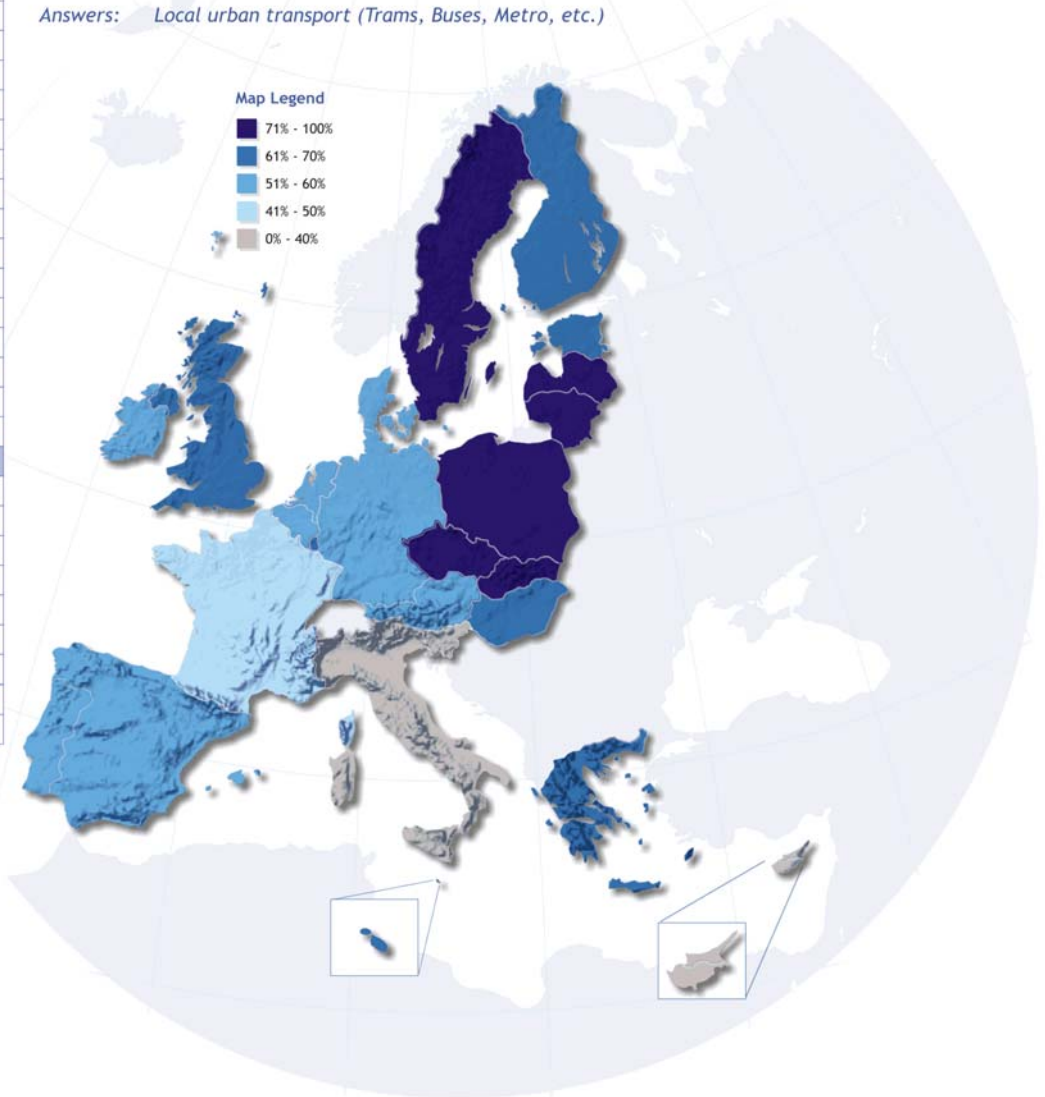 Answers: Local urban transport (Trams, Buses, Metro, etc.)
Map Legend
71% - 100%
61% - 70%
51% - 60%
41% - 50%
0% - 40%